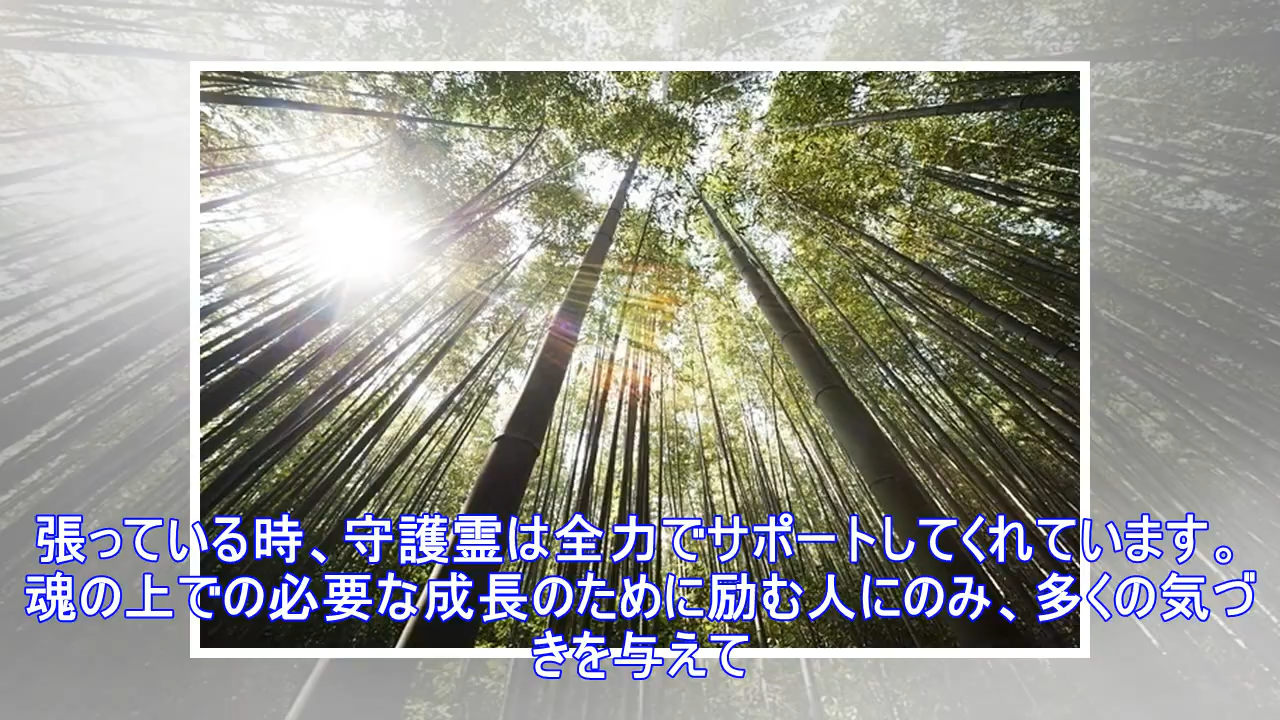 張っている時、守護霊は全力でサポートしてくれています。
魂の上での必要な成長のために励む人にのみ、多くの気づ
きを与えて